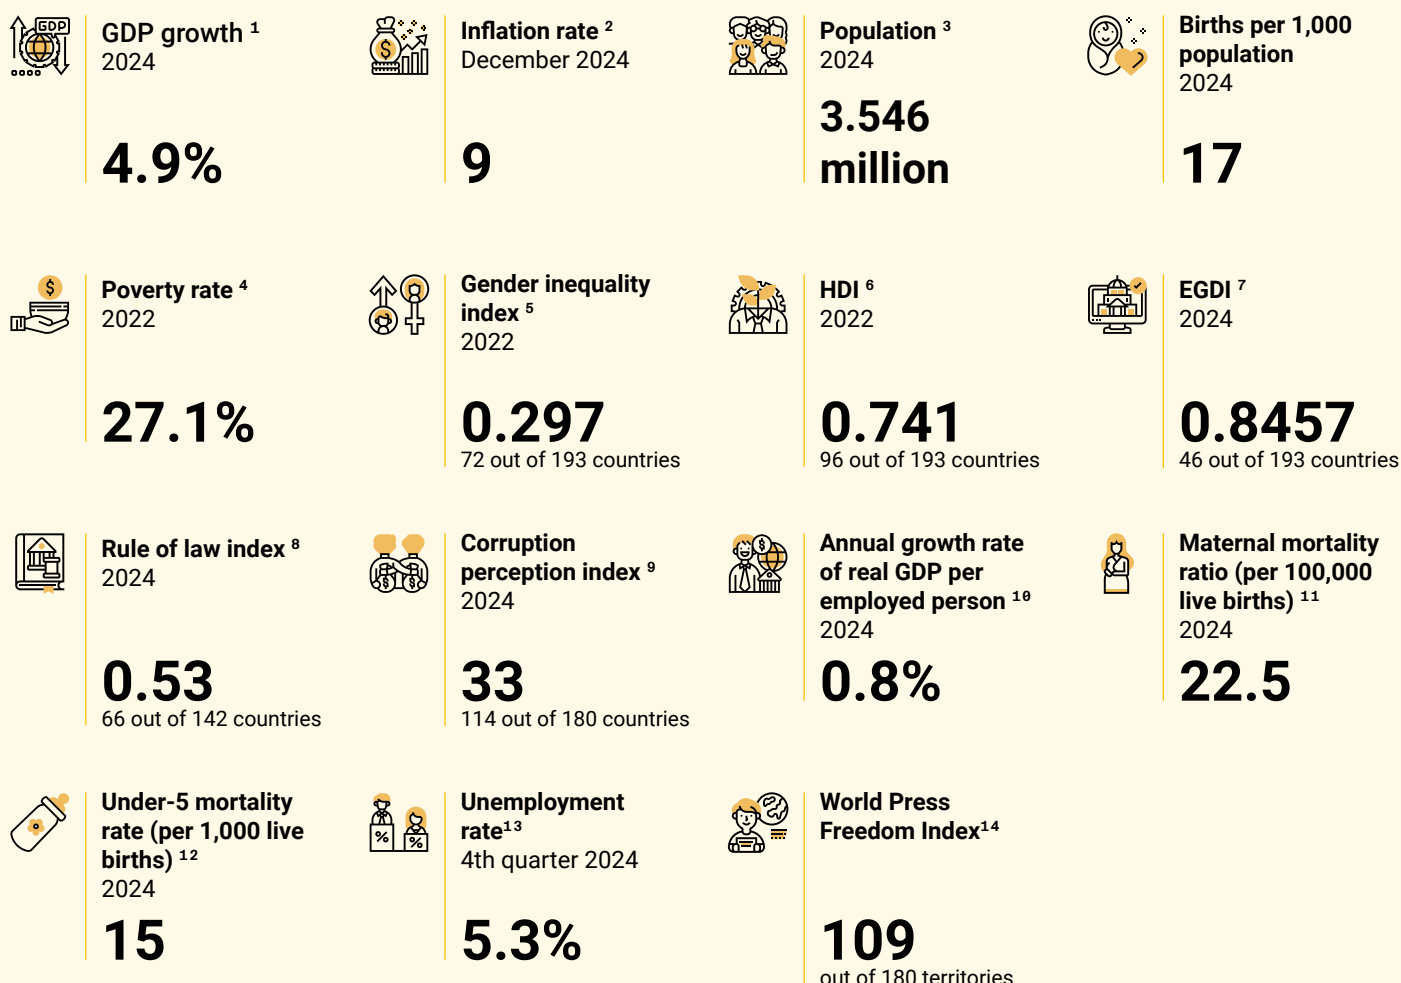 GDP
GDP growth ¹
2024
4.9%
$
Inflation rate ²
December 2024
9
Population ³
2024
3.546
million
Births per 1,000
population
2024
17
$
Poverty rate ⁴
2022
27.1%
Gender inequality
index ⁵
2022
0.297
72 out of 193 countries
HDI ⁶
2022
0.741
96 out of 193 countries
EGDI ⁷
2024
0.8457
46 out of 193 countries
Rule of law index ⁸
2024
0.53
66 out of 142 countries
$ $
Corruption
perception index ⁹
2024
33
114 out of 180 countries
$
Annual growth rate
of real GDP per
employed person ¹⁰
2024
0.8%
Maternal mortality
ratio (per 100,000
live births) ¹¹
2024
22.5
Under-5 mortality
rate (per 1,000 live
births) ¹²
2024
15
% %
Unemployment
rate¹³
4th quarter 2024
5.3%
World Press
Freedom Index¹⁴
109
out of 180 territories